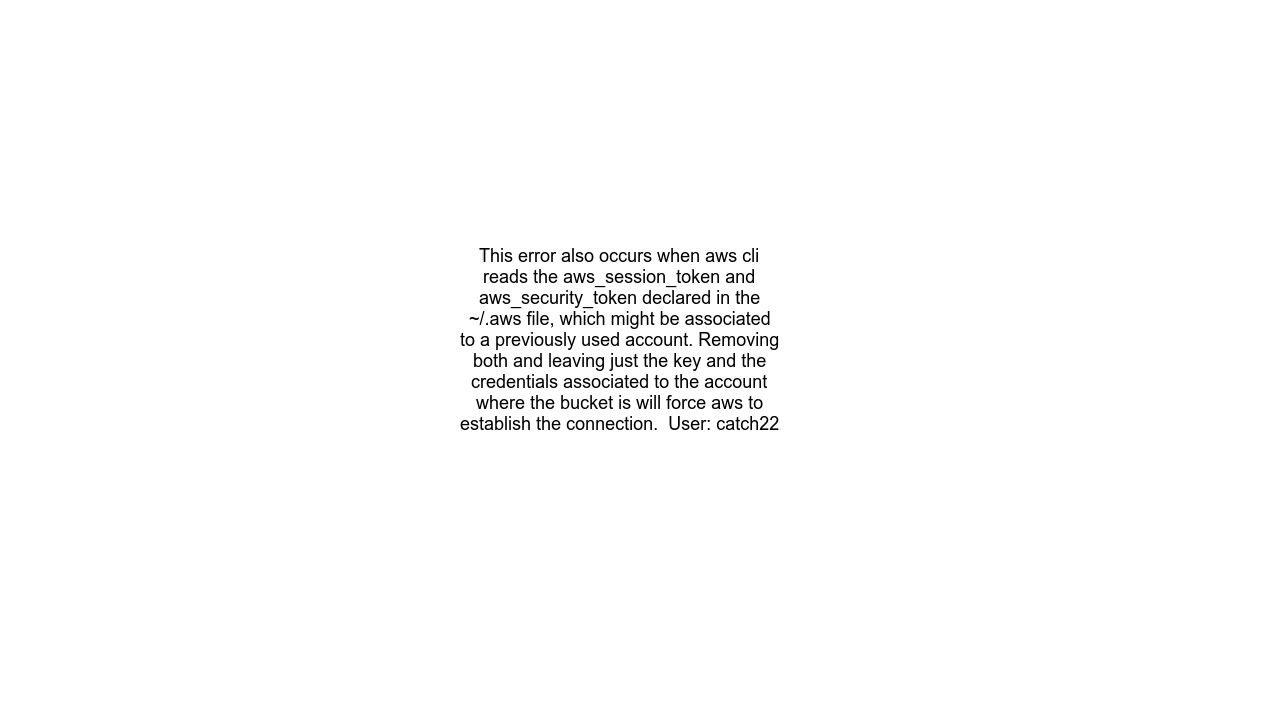 This error also occurs when aws cli
reads the aws_session_token and
aws_security_token declared in the
~/.aws file, which might be associated
to a previously used account. Removing
both and leaving just the key and the
credentials associated to the account
where the bucket is will force aws to
establish the connection.  User: catch22